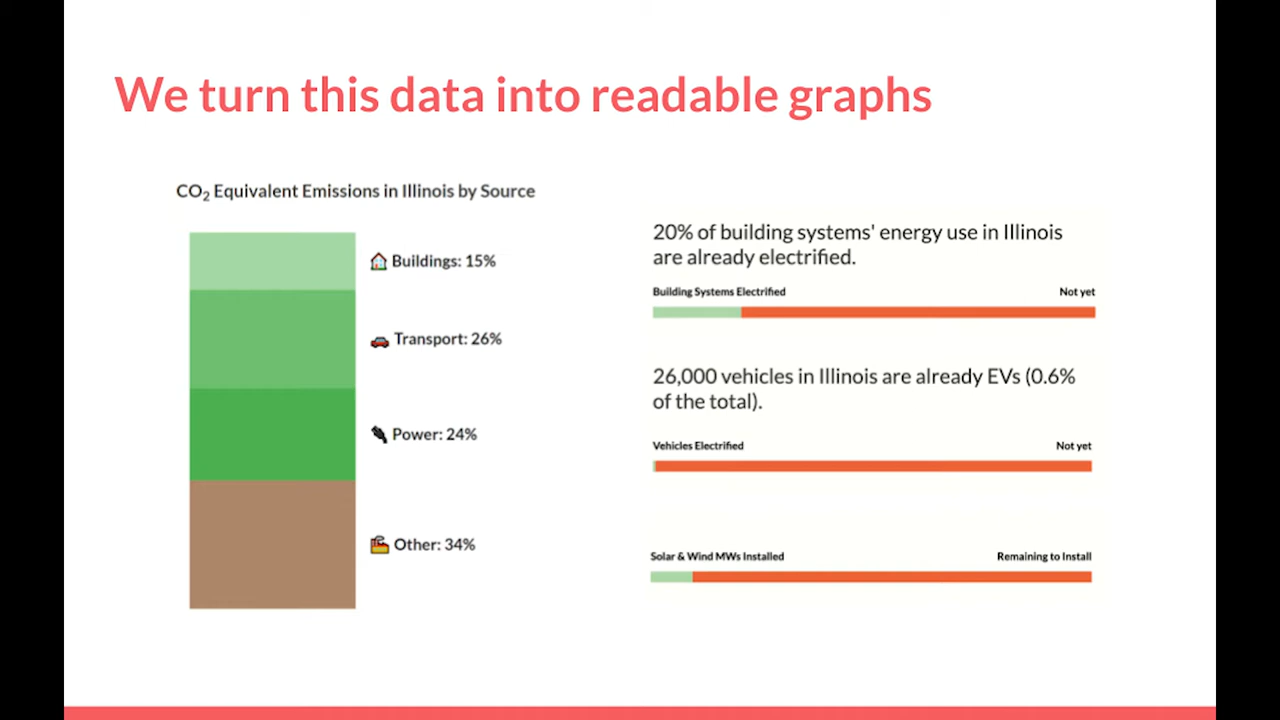 We turn this data into readable graphs
CO₂ Equivalent Emissions in Illinois by Source
Buildings: 15%
Transport: 26%
Power: 24%
Other: 34%
20% of building systems' energy use in Illinois
are already electrified.
Building Systems Electrified Not yet
26,000 vehicles in Illinois are already EVs (0.6%
of the total).
Vehicles Electrified Not yet
Solar & Wind MWs Installed Remaining to Install